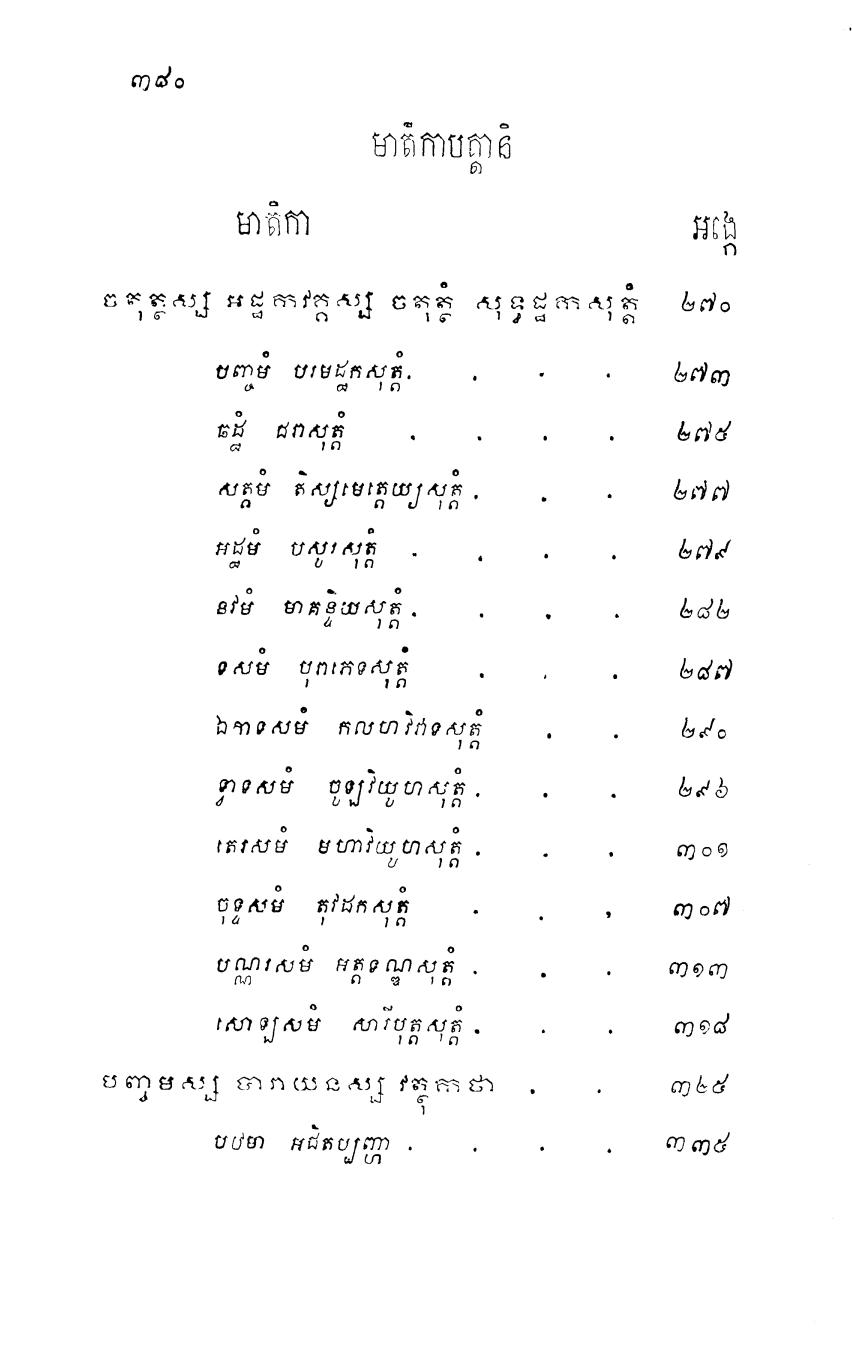 ៣៨០
មាតិកាបត្តានិ
មាតិកា អង្កេ
ចតុត្ថស្ស អដ្ឋកវក្គស្ស ចតុត្ថំ សុទ្ធដ្ឋកសុត្តំ ២៧០
បញ្ចមំ បរមដ្ឋកសុត្តំ. . . . ២៧៣
ឆដ្ឋំ ជរាសុត្តំ . . . . ២៧៥
សត្តមំ តិស្សមេត្តេយ្យសុត្តំ . . . ២៧៧
អដ្ឋមំ បសូរសុត្តំ . . . . ២៧៩
នវមំ មាគន្ទិយសុត្តំ . . . . ២៨២
ទសមំ បុរាភេទសុត្តំ . . . ២៨៧
ឯកាទសមំ កលហវិវាទសុត្តំ . . ២៩០
ទ្វាទសមំ ចូឡវិយូហសុត្តំ . . . ២៩៦
តេរសមំ មហាវិយូហសុត្តំ . . . ៣០១
ចុទ្ទសមំ តុវដកសុត្តំ . . , ៣០៧
បណ្ណរសមំ អត្តទណ្ឌសុត្តំ . . . ៣១៣
សោឡសមំ សារីបុត្តសុត្តំ . . . ៣១៨
បញ្ចមស្ស បារាយនស្ស វត្ថុកាថា . . ៣២៥
បឋមា អជិតប្បញ្ហា . . . . ៣៣៥